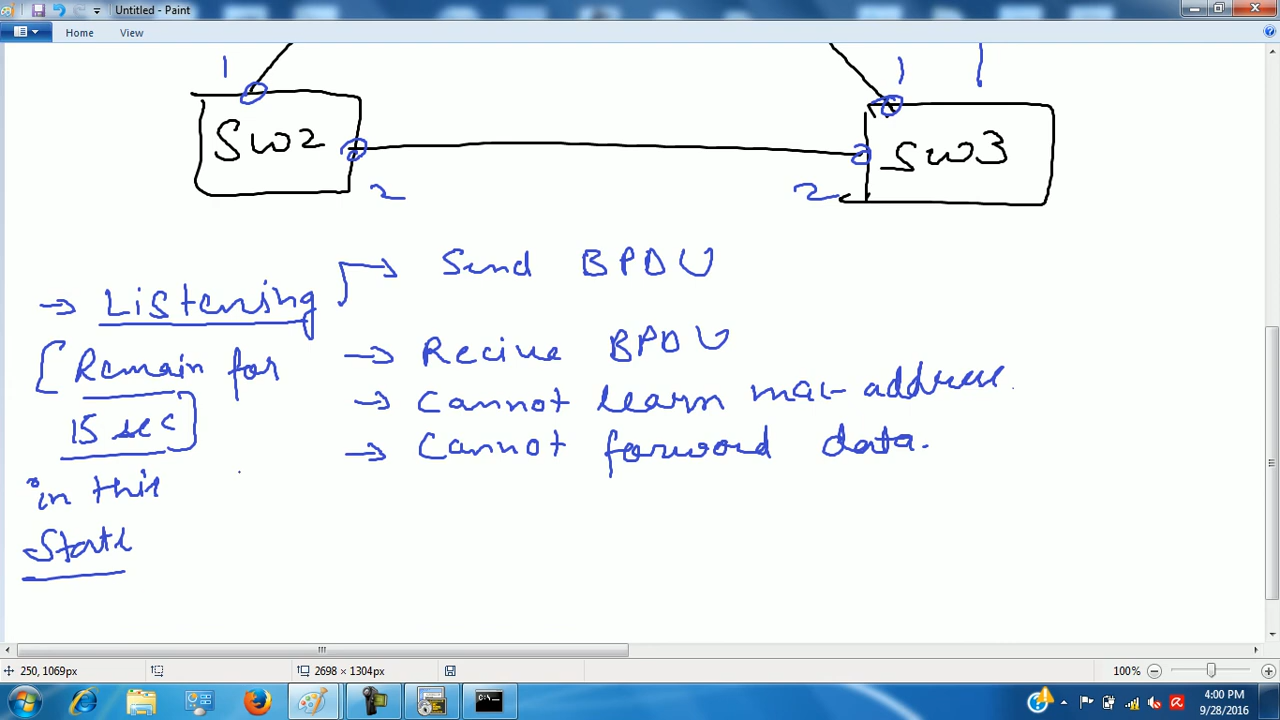 Untitled - Paint
Home View
1
1
SW2
SW3
2
2
→ Listening
→ Send BPDU
[Remain for
15 sec]
in this
State
→ Recive BPDU
→ Cannot learn mac-address.
→ Cannot forword data.
250, 1069px
2698 × 1304px
100%
C:\
4:00 PM
9/28/2016